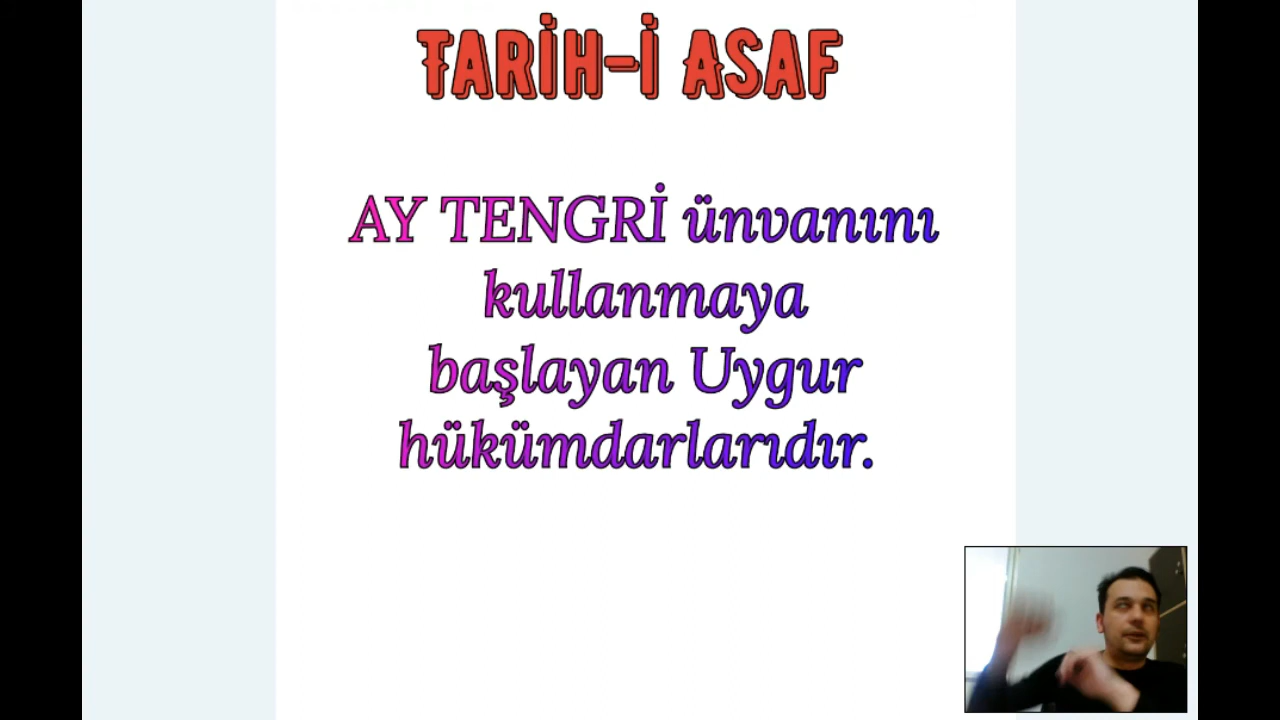 TARİH-İ ASAF
AY TENGRİ ünvanını
kullanmaya
başlayan Uygur
hükümdarlarıdır.